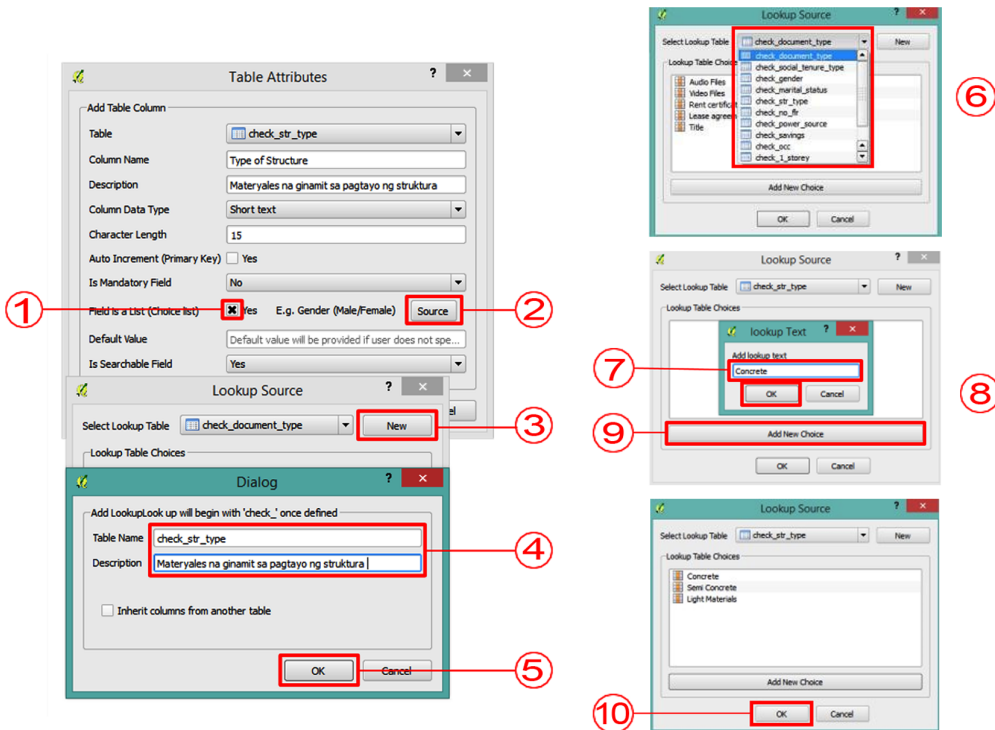 Table Attributes
?
Add Table Column
Table
check_str_type
Column Name
Type of Structure
Description
Materyales na ginamit sa pagtayo ng struktura
Column Data Type
Short text
Character Length
15
Auto Increment (Primary Key)
Yes
Is Mandatory Field
No
①
Field is a List (Choice list)
Yes
E.g. Gender (Male/Female)
Source
②
Default Value
Default value will be provided if user does not spe...
Is Searchable Field
Yes
Lookup Source
?
Select Lookup Table
check_document_type
New
③
Lookup Table Choices
Dialog
?
Add LookupLook up will begin with 'check_' once defined
Table Name
check_str_type
Description
Materyales na ginamit sa pagtayo ng struktura
④
Inherit columns from another table
OK
Cancel
⑤
Lookup Source
?
Select Lookup Table
check_document_type
New
Lookup Table Choic
check_document_type
check_social_tenure_type
check_gender
check_marital_status
check_str_type
check_no_flr
check_power_source
check_savings
check_occ
check_1_storey
Audio Files
Video Files
Rent certificat
Lease agreem
Title
⑥
Add New Choice
OK
Cancel
Lookup Source
?
Select Lookup Table
check_str_type
New
Lookup Table Choices
lookup Text
?
Add lookup text
Concrete
⑦
OK
Cancel
⑧
⑨
Add New Choice
OK
Cancel
Lookup Source
?
Select Lookup Table
check_str_type
New
Lookup Table Choices
Concrete
Semi Concrete
Light Materials
Add New Choice
⑩
OK
Cancel